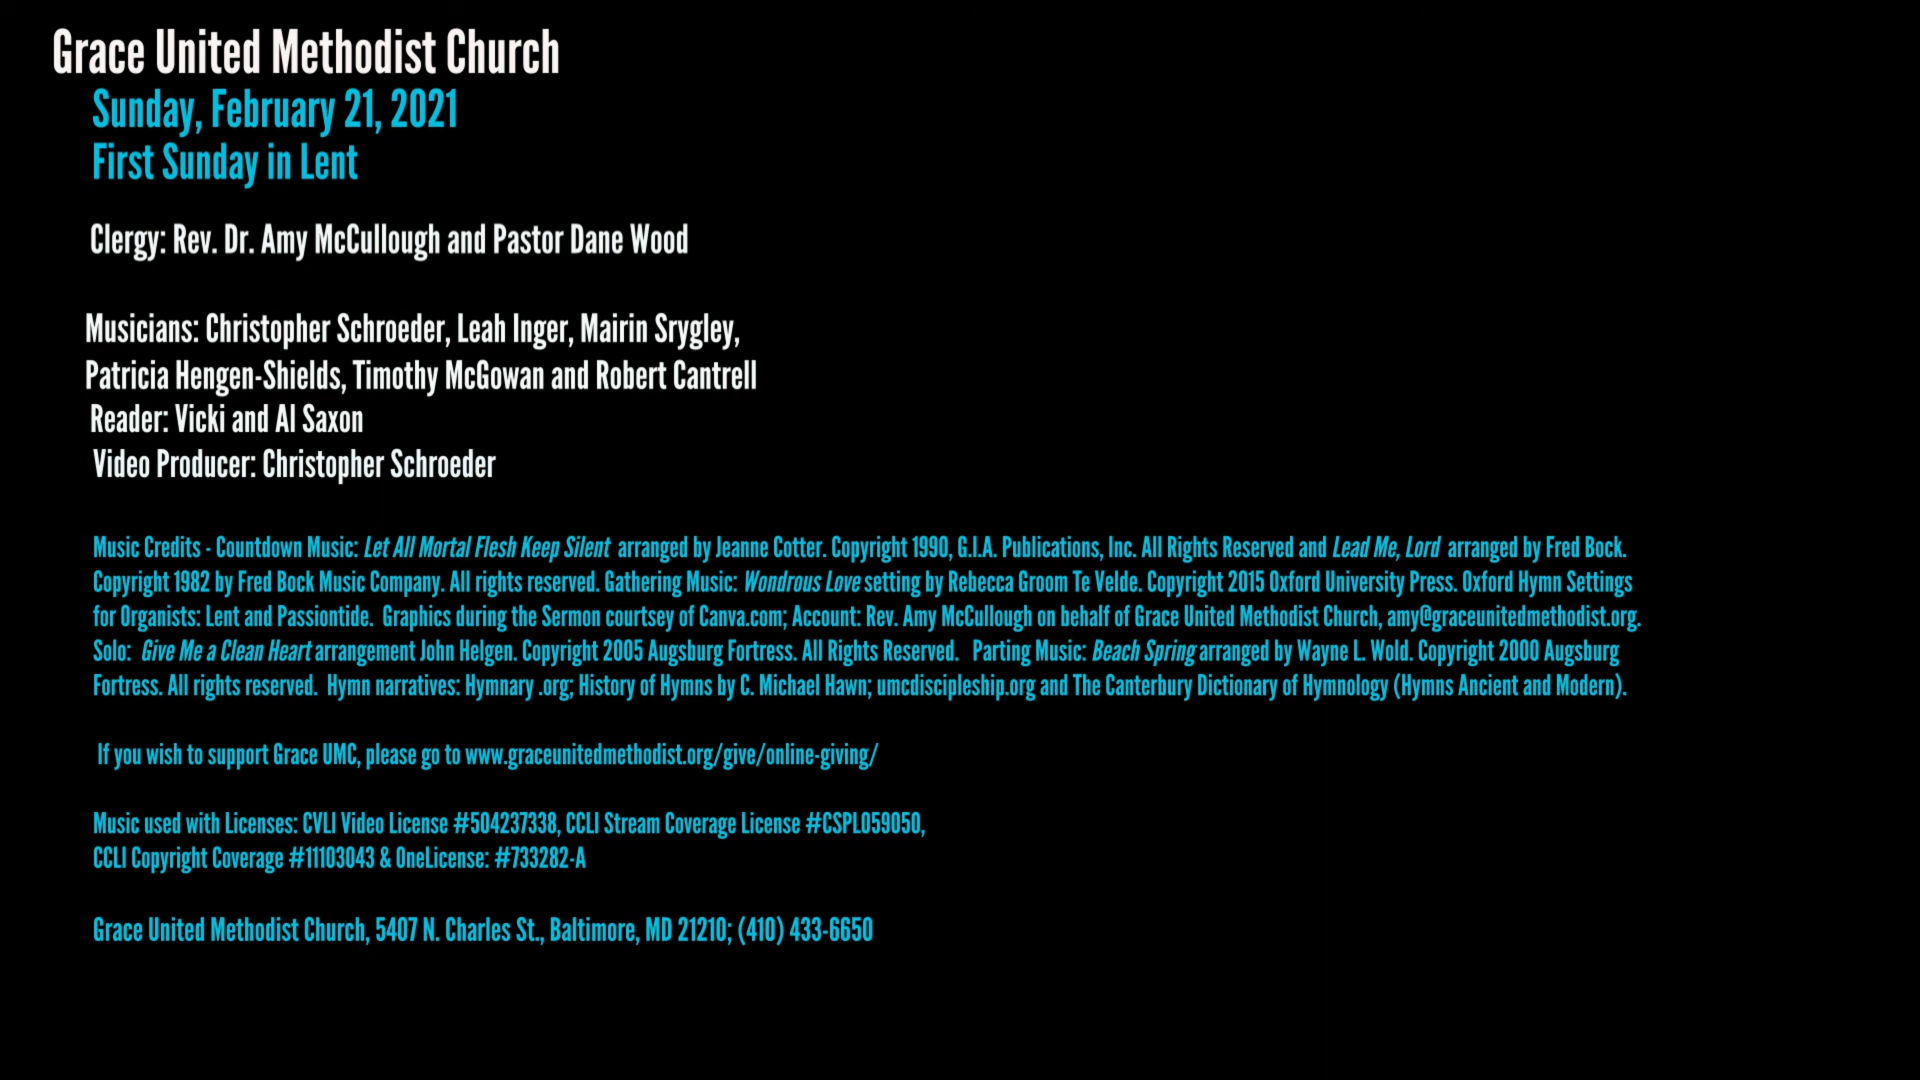 Grace United Methodist Church
Sunday, February 21, 2021
First Sunday in Lent
Clergy: Rev. Dr. Amy McCullough and Pastor Dane Wood
Musicians: Christopher Schroeder, Leah Inger, Mairin Srygley,
Patricia Hengen-Shields, Timothy McGowan and Robert Cantrell
Reader: Vicki and Al Saxon
Video Producer: Christopher Schroeder
Music Credits - Countdown Music: Let All Mortal Flesh Keep Silent arranged by Jeanne Cotter. Copyright 1990, G.I.A. Publications, Inc. All Rights Reserved and Lead Me, Lord arranged by Fred Bock.
Copyright 1982 by Fred Bock Music Company. All rights reserved. Gathering Music: Wondrous Love setting by Rebecca Groom Te Velde. Copyright 2015 Oxford University Press. Oxford Hymn Settings
for Organists: Lent and Passiontide. Graphics during the Sermon courtsey of Canva.com; Account: Rev. Amy McCullough on behalf of Grace United Methodist Church, amy@graceunitedmethodist.org.
Solo: Give Me a Clean Heart arrangement John Helgen. Copyright 2005 Augsburg Fortress. All Rights Reserved. Parting Music: Beach Spring arranged by Wayne L. Wold. Copyright 2000 Augsburg
Fortress. All rights reserved. Hymn narratives: Hymnary .org; History of Hymns by C. Michael Hawn; umcdiscipleship.org and The Canterbury Dictionary of Hymnology (Hymns Ancient and Modern).
If you wish to support Grace UMC, please go to www.graceunitedmethodist.org/give/online-giving/
Music used with Licenses: CVLI Video License #504237338, CCLI Stream Coverage License #CSPL059050,
CCLI Copyright Coverage #11103043 & OneLicense: #733282-A
Grace United Methodist Church, 5407 N. Charles St., Baltimore, MD 21210; (410) 433-6650